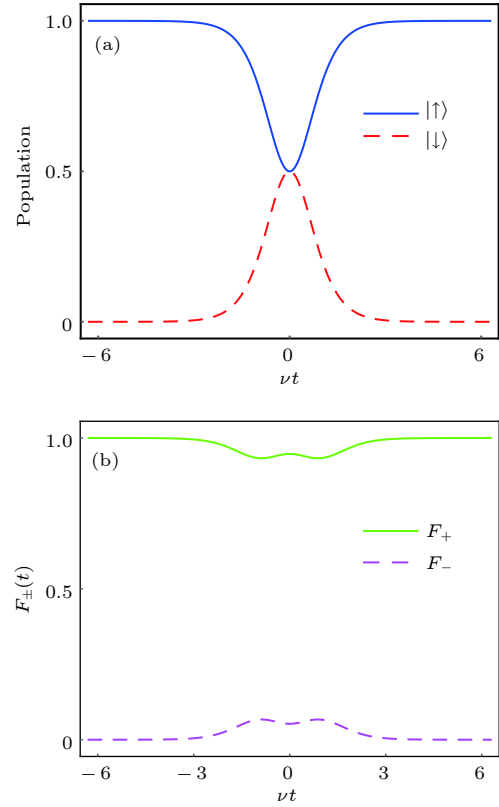 1.0
(a)
|↑⟩
|↓⟩
0.5
0
Population
−6 0 6
νt
1.0
(b)
F₊
F₋
0.5
0
F±(t)
−6 −3 0 3 6
νt